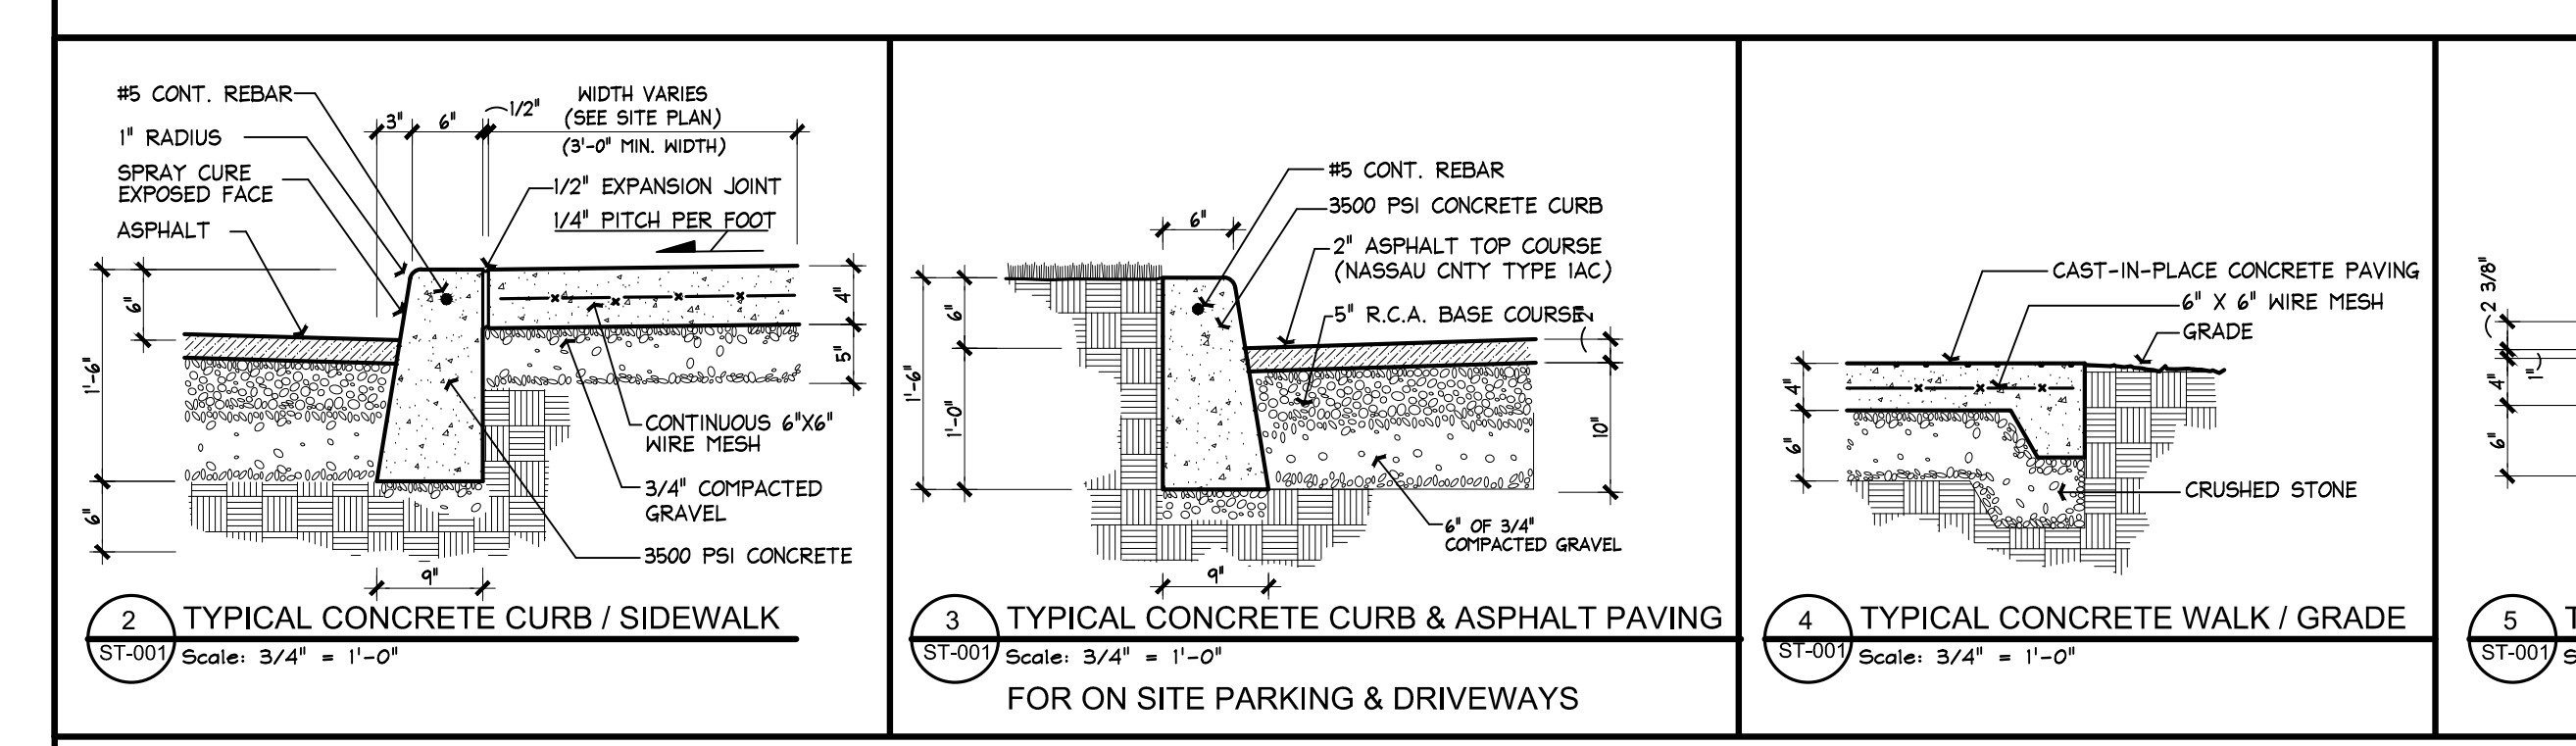 #5 CONT. REBAR
1" RADIUS
SPRAY CURE
EXPOSED FACE
ASPHALT
3"
6"
1/2"
WIDTH VARIES
(SEE SITE PLAN)
(3'-0" MIN. WIDTH)
1/2" EXPANSION JOINT
1/4" PITCH PER FOOT
6"
1'-6"
6"
4"
5"
CONTINUOUS 6"X6"
WIRE MESH
3/4" COMPACTED
GRAVEL
3500 PSI CONCRETE
9"
2
ST-001
TYPICAL CONCRETE CURB / SIDEWALK
Scale: 3/4" = 1'-0"
6"
#5 CONT. REBAR
3500 PSI CONCRETE CURB
2" ASPHALT TOP COURSE
(NASSAU CNTY TYPE 1AC)
5" R.C.A. BASE COURSE
2
6"
1'-6"
1'-0"
10"
6" OF 3/4"
COMPACTED GRAVEL
9"
3
ST-001
TYPICAL CONCRETE CURB & ASPHALT PAVING
Scale: 3/4" = 1'-0"
FOR ON SITE PARKING & DRIVEWAYS
CAST-IN-PLACE CONCRETE PAVING
6" X 6" WIRE MESH
GRADE
4"
6"
CRUSHED STONE
4
ST-001
TYPICAL CONCRETE WALK / GRADE
Scale: 3/4" = 1'-0"
2 3/8"
1"
4"
6"
5
ST-001